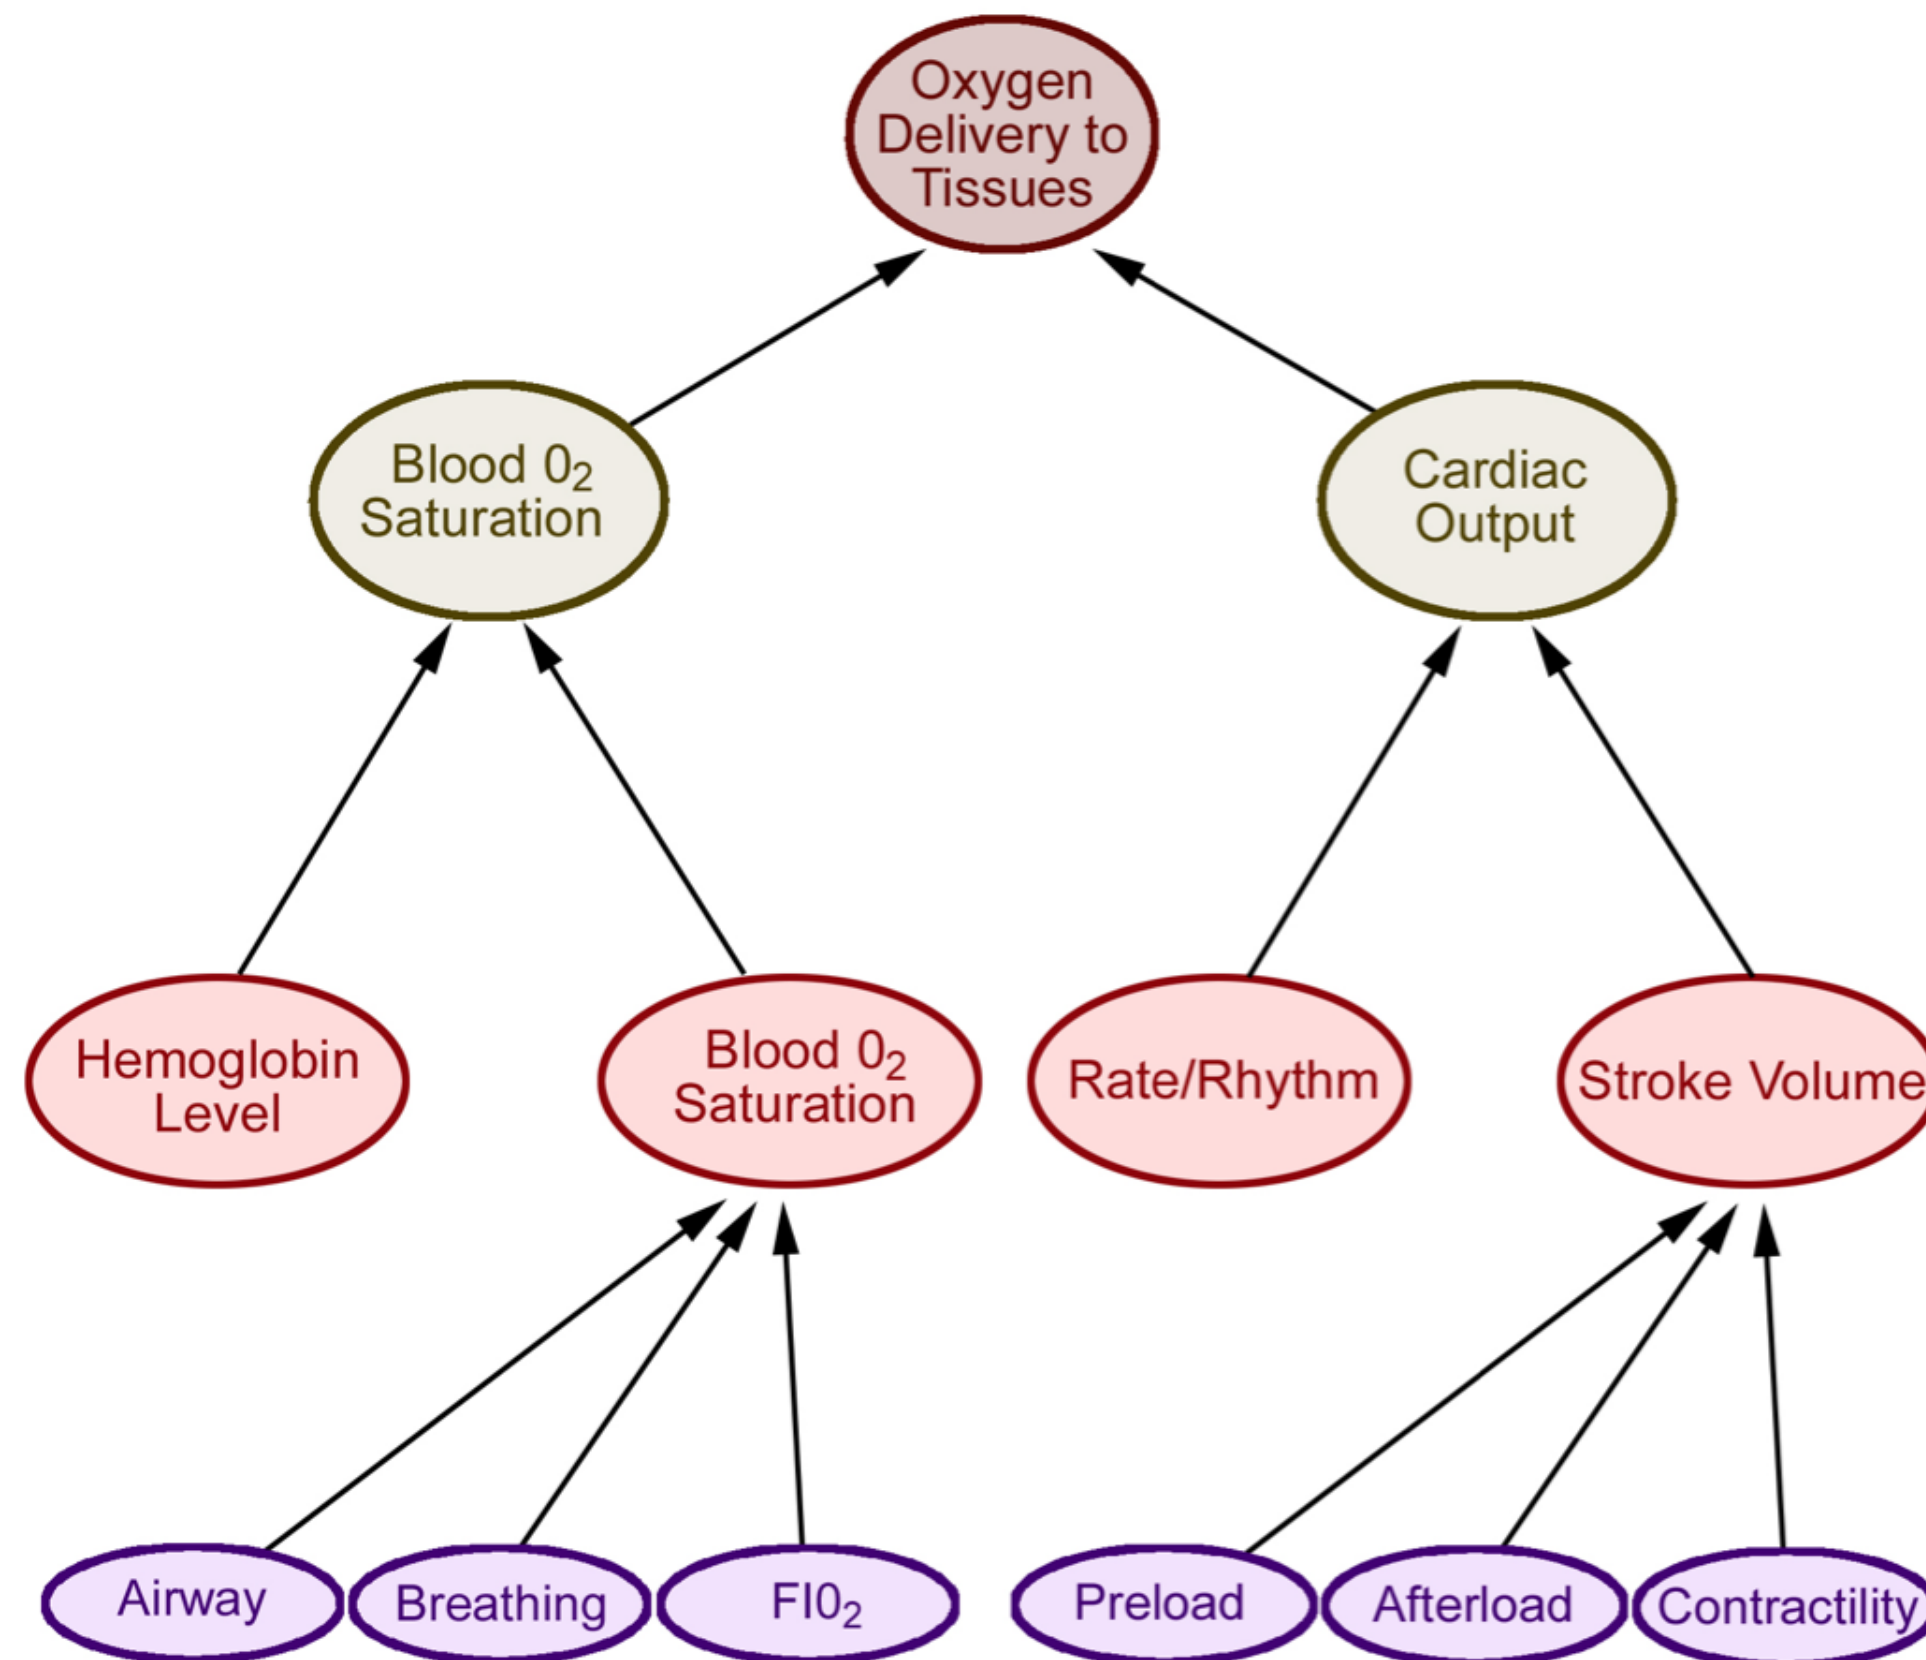 Oxygen
Delivery to
Tissues
Blood 0₂
Saturation
Cardiac
Output
Hemoglobin
Level
Blood 0₂
Saturation
Rate/Rhythm
Stroke Volume
Airway
Breathing
FI0₂
Preload
Afterload
Contractility